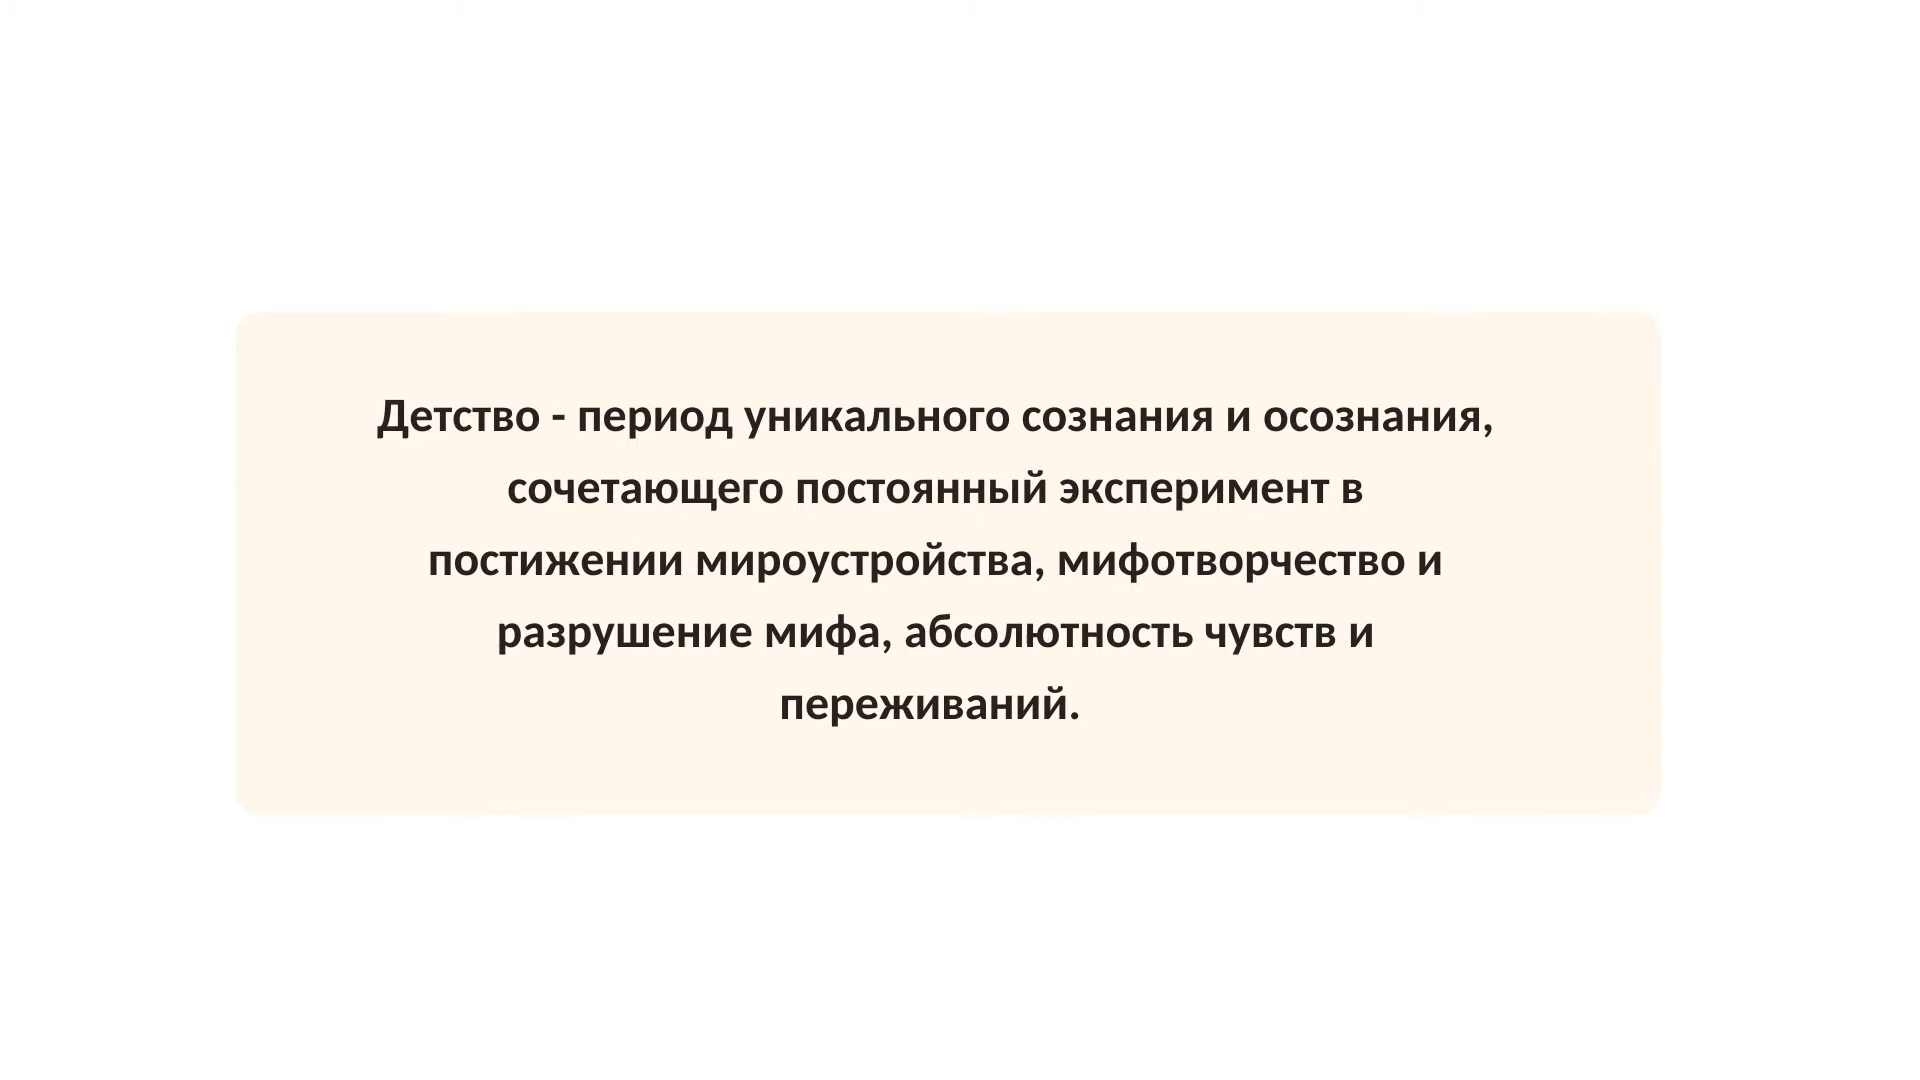 Детство - период уникального сознания и осознания,
сочетающего постоянный эксперимент в
постижении мироустройства, мифотворчество и
разрушение мифа, абсолютность чувств и
переживаний.